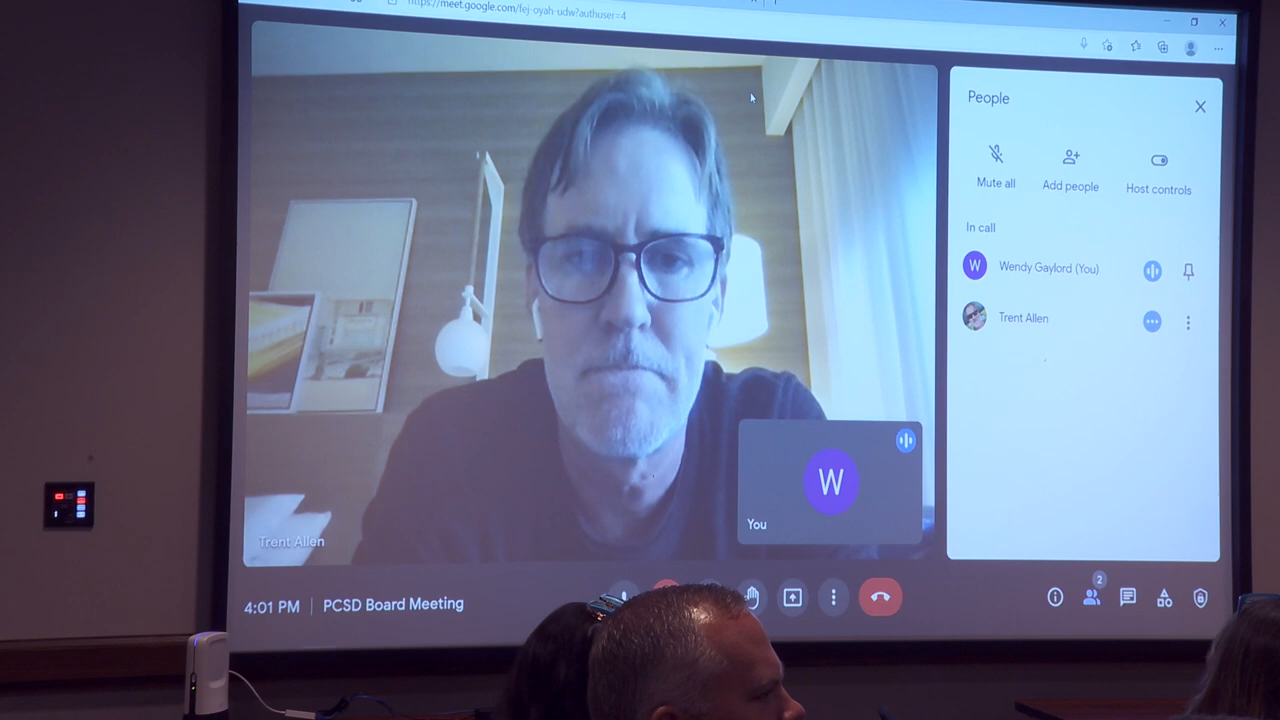 https://meet.google.com/fej-oyah-udw?authuser=4
People
Mute all
Add people
Host controls
In call
W
Wendy Gaylord (You)
Trent Allen
W
You
Trent Allen
4:01 PM | PCSD Board Meeting
2